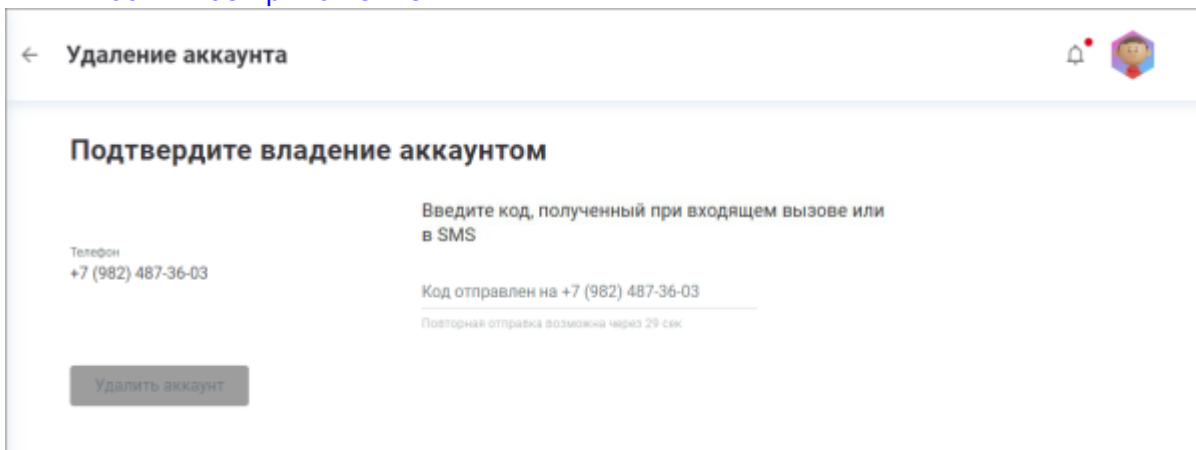 Удаление аккаунта
Подтвердите владение аккаунтом
Введите код, полученный при входящем вызове или
в SMS
Телефон
+7 (982) 487-36-03
Код отправлен на +7 (982) 487-36-03
Повторная отправка возможна через 29 сек
Удалить аккаунт